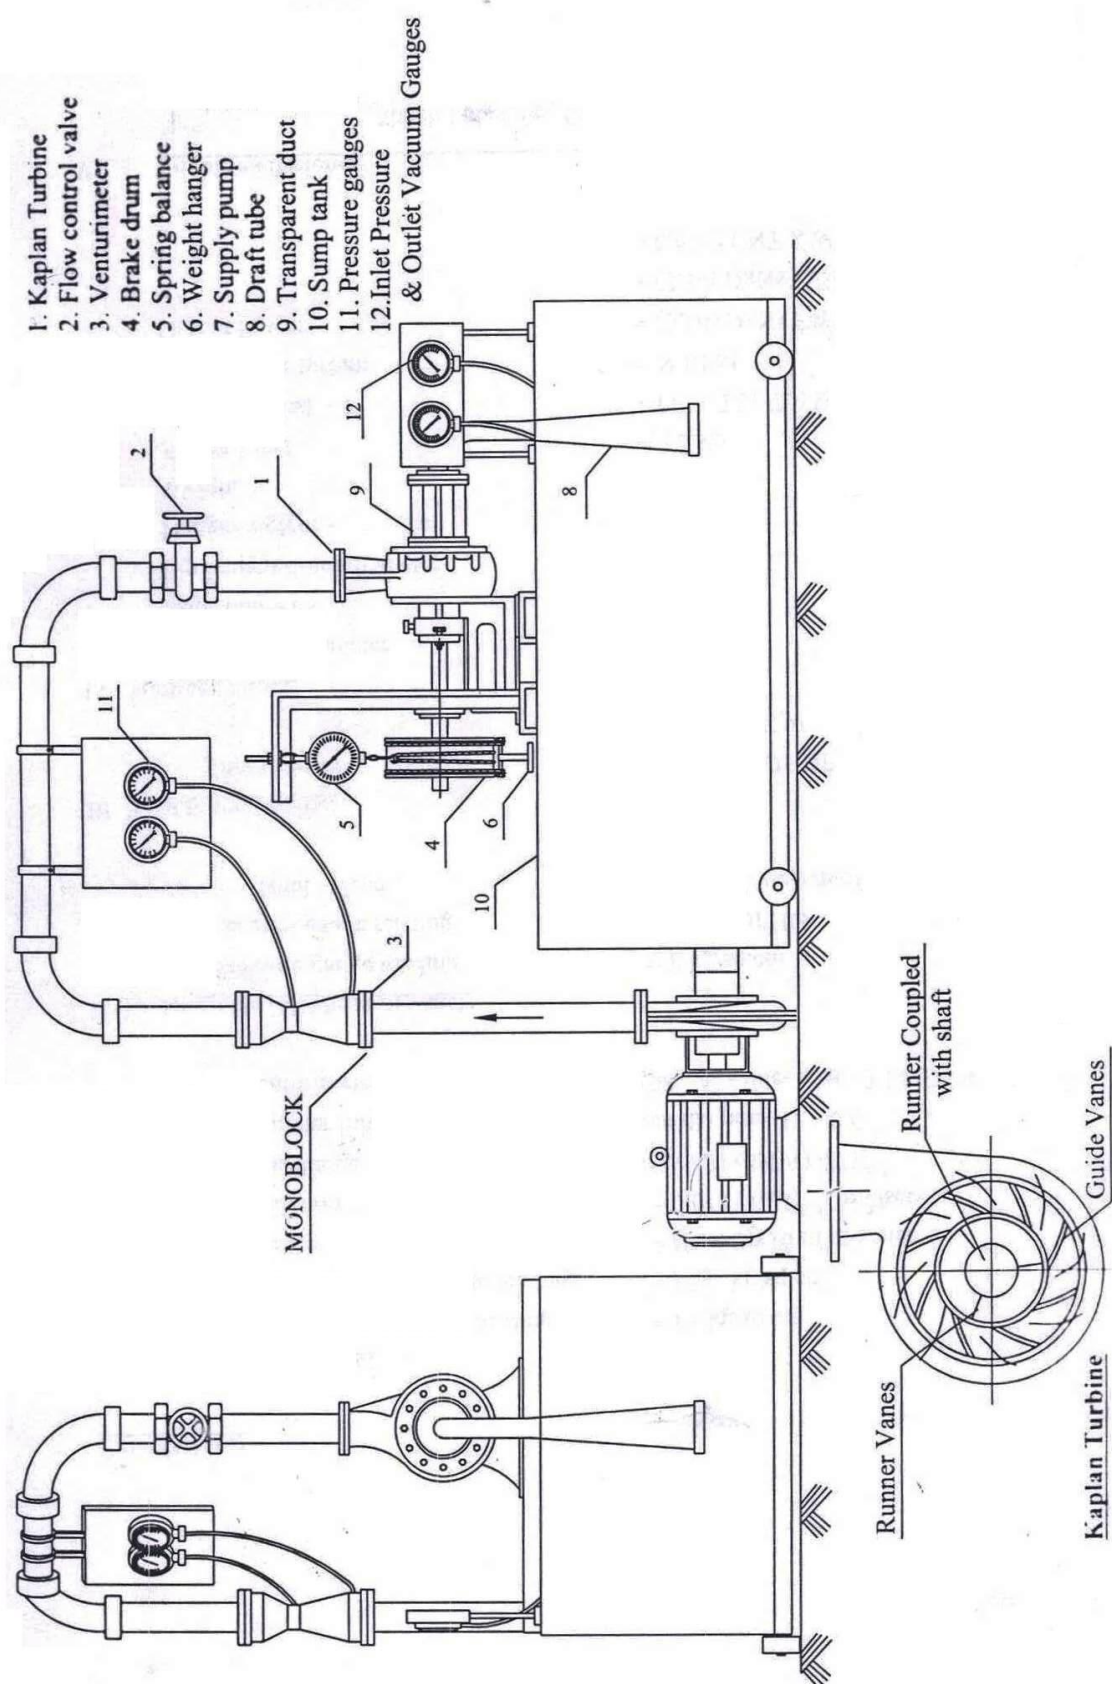 1. Kaplan Turbine
2. Flow control valve
3. Venturimeter
4. Brake drum
5. Spring balance
6. Weight hanger
7. Supply pump
8. Draft tube
9. Transparent duct
10. Sump tank
11. Pressure gauges
12.Inlet Pressure
& Outlet Vacuum Gauges
2
1
11
12
9
5
4
6
8
10
3
MONOBLOCK
Runner Coupled
with shaft
Runner Vanes
Guide Vanes
Kaplan Turbine